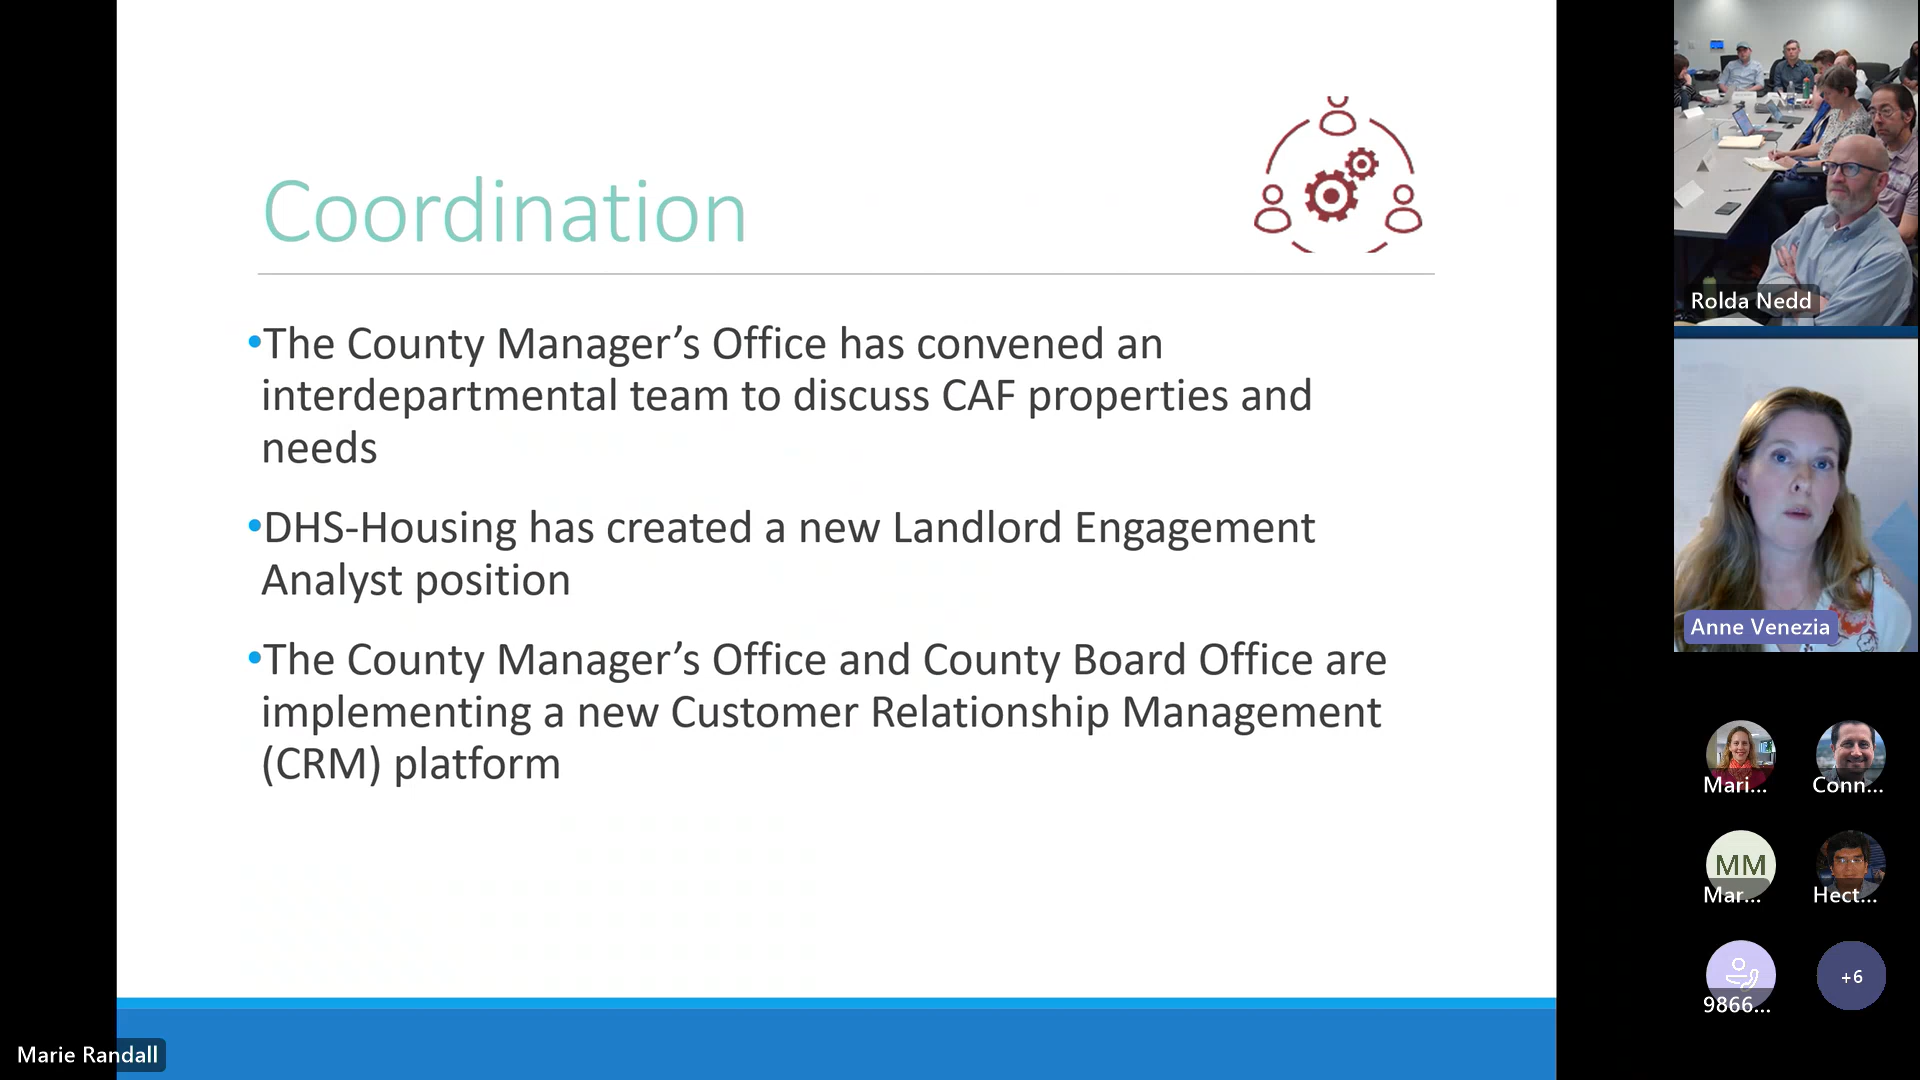 Coordination
•The County Manager’s Office has convened an
interdepartmental team to discuss CAF properties and
needs
•DHS-Housing has created a new Landlord Engagement
Analyst position
•The County Manager’s Office and County Board Office are
implementing a new Customer Relationship Management
(CRM) platform
Marie Randall
Rolda Nedd
Anne Venezia
Mari...
Conn...
MM
Mar...
Hect...
9866...
+6